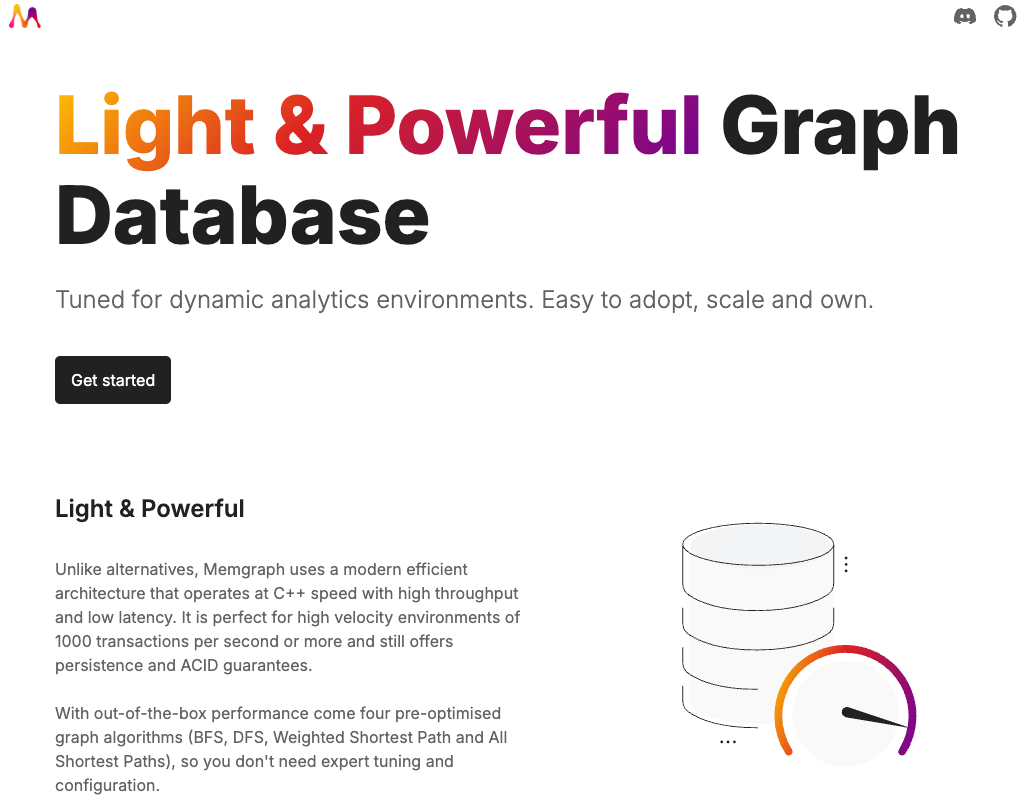 Light & Powerful Graph
Database
Tuned for dynamic analytics environments. Easy to adopt, scale and own.
Get started
Light & Powerful
Unlike alternatives, Memgraph uses a modern efficient
architecture that operates at C++ speed with high throughput
and low latency. It is perfect for high velocity environments of
1000 transactions per second or more and still offers
persistence and ACID guarantees.
With out-of-the-box performance come four pre-optimised
graph algorithms (BFS, DFS, Weighted Shortest Path and All
Shortest Paths), so you don't need expert tuning and
configuration.